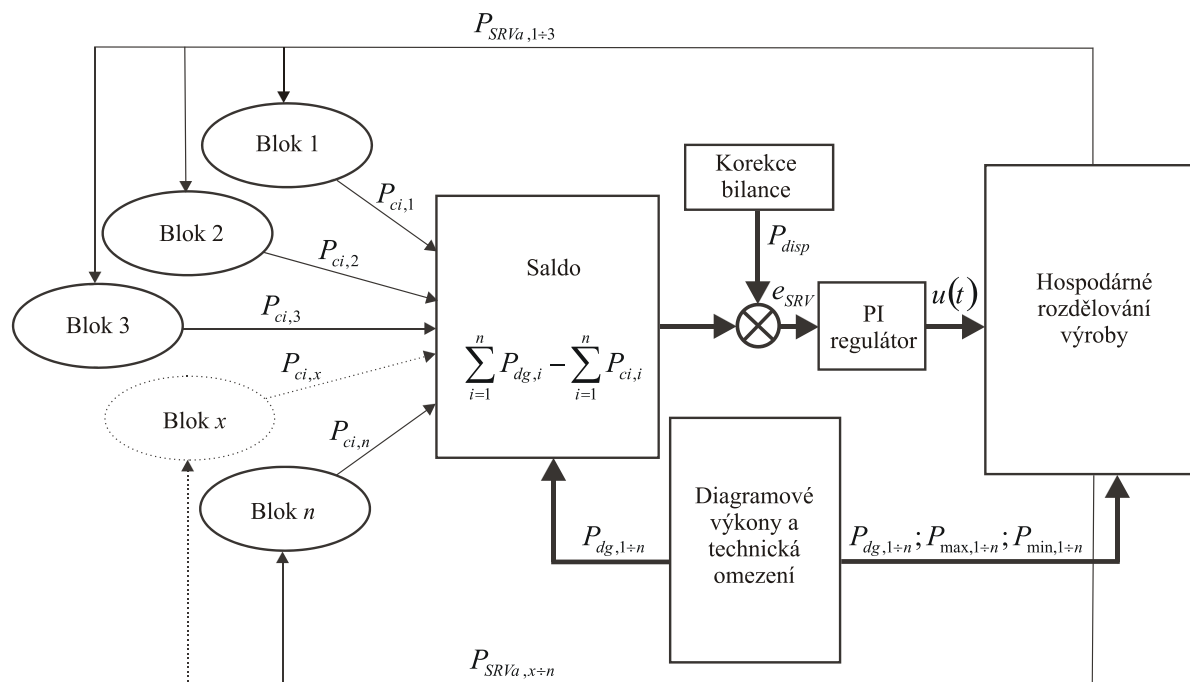 P_{SRVa,1÷3}
Blok 1
P_{ci,1}
Blok 2
P_{ci,2}
Blok 3
P_{ci,3}
P_{ci,x}
Blok x
P_{ci,n}
Blok n
Saldo
\sum_{i=1}^{n} P_{dg,i} − \sum_{i=1}^{n} P_{ci,i}
Korekce
bilance
P_{disp}
e_{SRV}
PI
regulátor
u(t)
Hospodárné
rozdělování
výroby
Diagramové
výkony a
technická
omezení
P_{dg,1÷n}
P_{dg,1÷n}; P_{max,1÷n}; P_{min,1÷n}
P_{SRVa,x÷n}